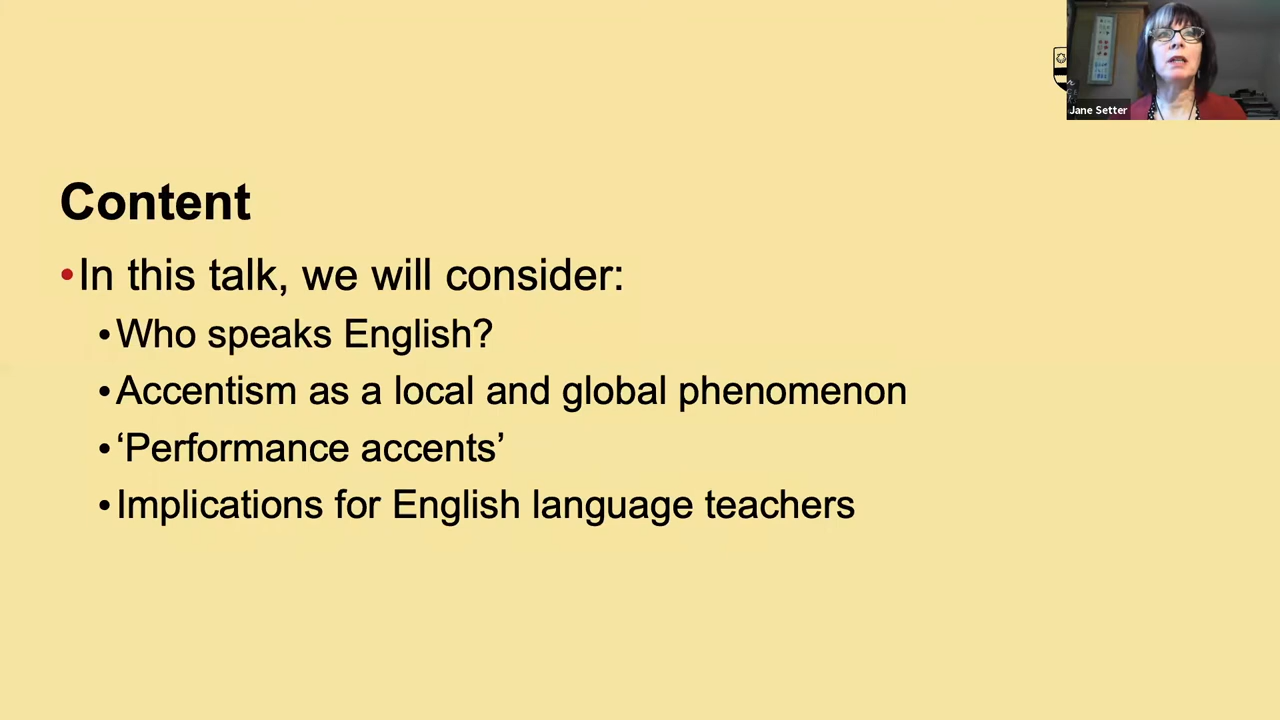 Jane Setter
Content
•In this talk, we will consider:
•Who speaks English?
•Accentism as a local and global phenomenon
•‘Performance accents’
•Implications for English language teachers